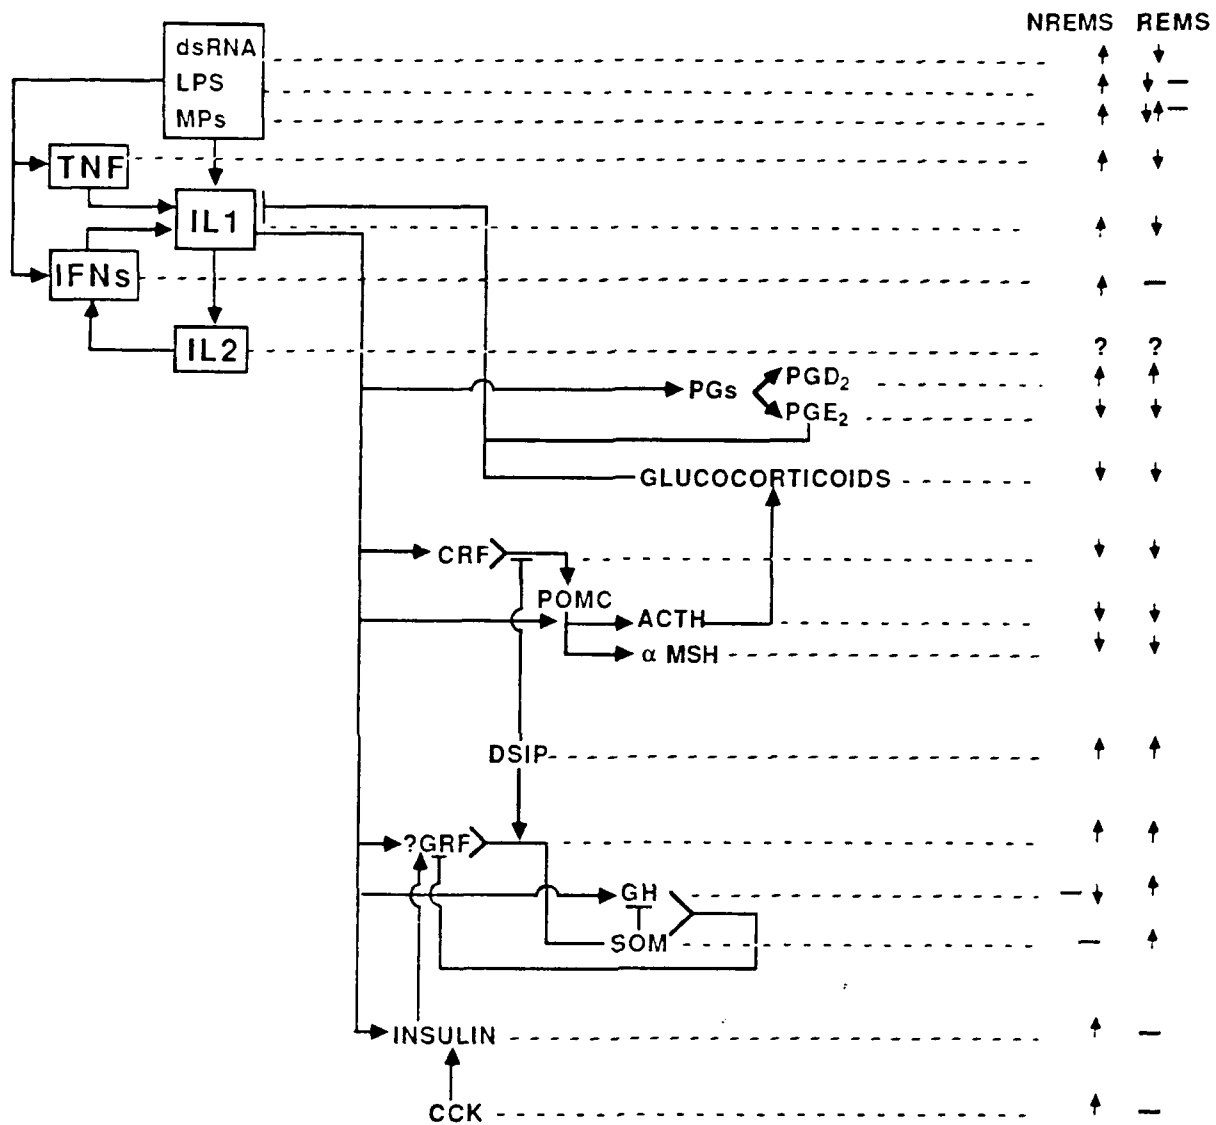 NREMS REMS
dsRNA
LPS
MPs
TNF
IL1
IFNs
IL2
? ?
PGs
PGD2
PGE2
GLUCOCORTICOIDS
CRF
POMC
ACTH
α MSH
DSIP
?GRF
GH
SOM
INSULIN
CCK